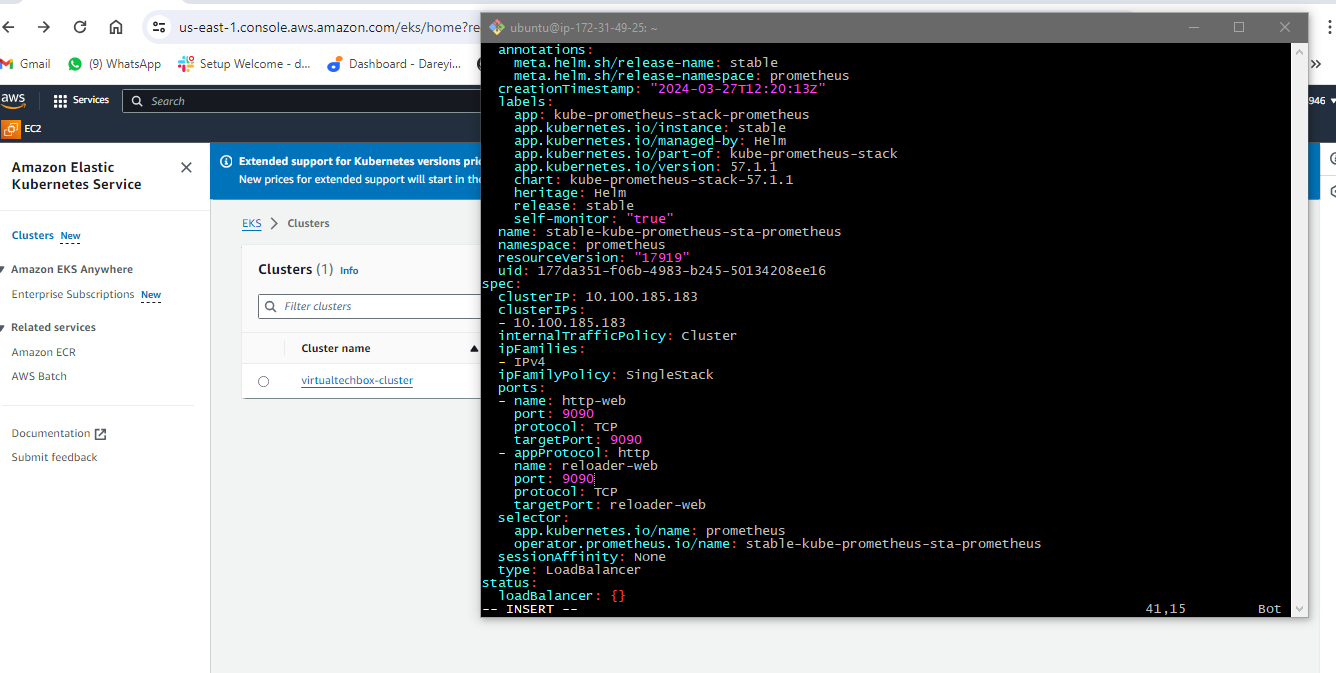 us-east-1.console.aws.amazon.com/eks/home?re
Gmail
(9) WhatsApp
Setup Welcome - d...
Dashboard - Dareyi...
»
aws
Services
Search
946
EC2
Amazon Elastic
Kubernetes Service
Clusters New
Amazon EKS Anywhere
Enterprise Subscriptions New
Related services
Amazon ECR
AWS Batch
Documentation
Submit feedback
Extended support for Kubernetes versions pri
New prices for extended support will start in the
EKS > Clusters
Clusters (1) Info
Filter clusters
Cluster name
virtualtechbox-cluster
ubuntu@ip-172-31-49-25: ~
  annotations:
    meta.helm.sh/release-name: stable
    meta.helm.sh/release-namespace: prometheus
  creationTimestamp: "2024-03-27T12:20:13Z"
  labels:
    app: kube-prometheus-stack-prometheus
    app.kubernetes.io/instance: stable
    app.kubernetes.io/managed-by: Helm
    app.kubernetes.io/part-of: kube-prometheus-stack
    app.kubernetes.io/version: 57.1.1
    chart: kube-prometheus-stack-57.1.1
    heritage: Helm
    release: stable
    self-monitor: "true"
  name: stable-kube-prometheus-sta-prometheus
  namespace: prometheus
  resourceVersion: "17919"
  uid: 177da351-f06b-4983-b245-50134208ee16
spec:
  clusterIP: 10.100.185.183
  clusterIPs:
  - 10.100.185.183
  internalTrafficPolicy: Cluster
  ipFamilies:
  - IPv4
  ipFamilyPolicy: SingleStack
  ports:
  - name: http-web
    port: 9090
    protocol: TCP
    targetPort: 9090
  - appProtocol: http
    name: reloader-web
    port: 9090
    protocol: TCP
    targetPort: reloader-web
  selector:
    app.kubernetes.io/name: prometheus
    operator.prometheus.io/name: stable-kube-prometheus-sta-prometheus
  sessionAffinity: None
  type: LoadBalancer
status:
  loadBalancer: {}
-- INSERT -- 41,15 Bot